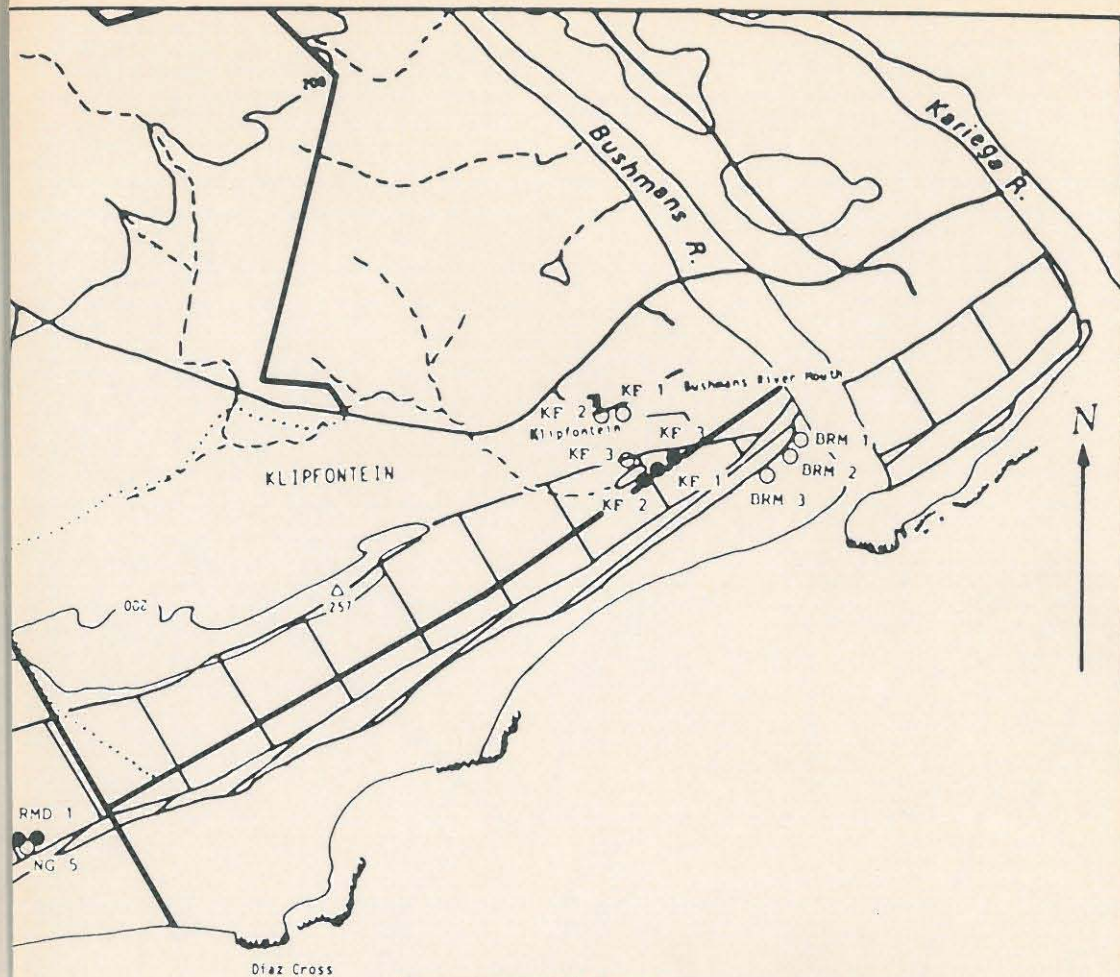 200
Bushmans R.
Kariega R.
KF 1
Bushmans River Mouth
KF 2
Klipfontein
KF 3
KF 3
BRM 1
KLIPFONTEIN
KF 1
BRM 2
KF 2
BRM 3
N
200
257
RMD 1
NG 5
Diaz Cross